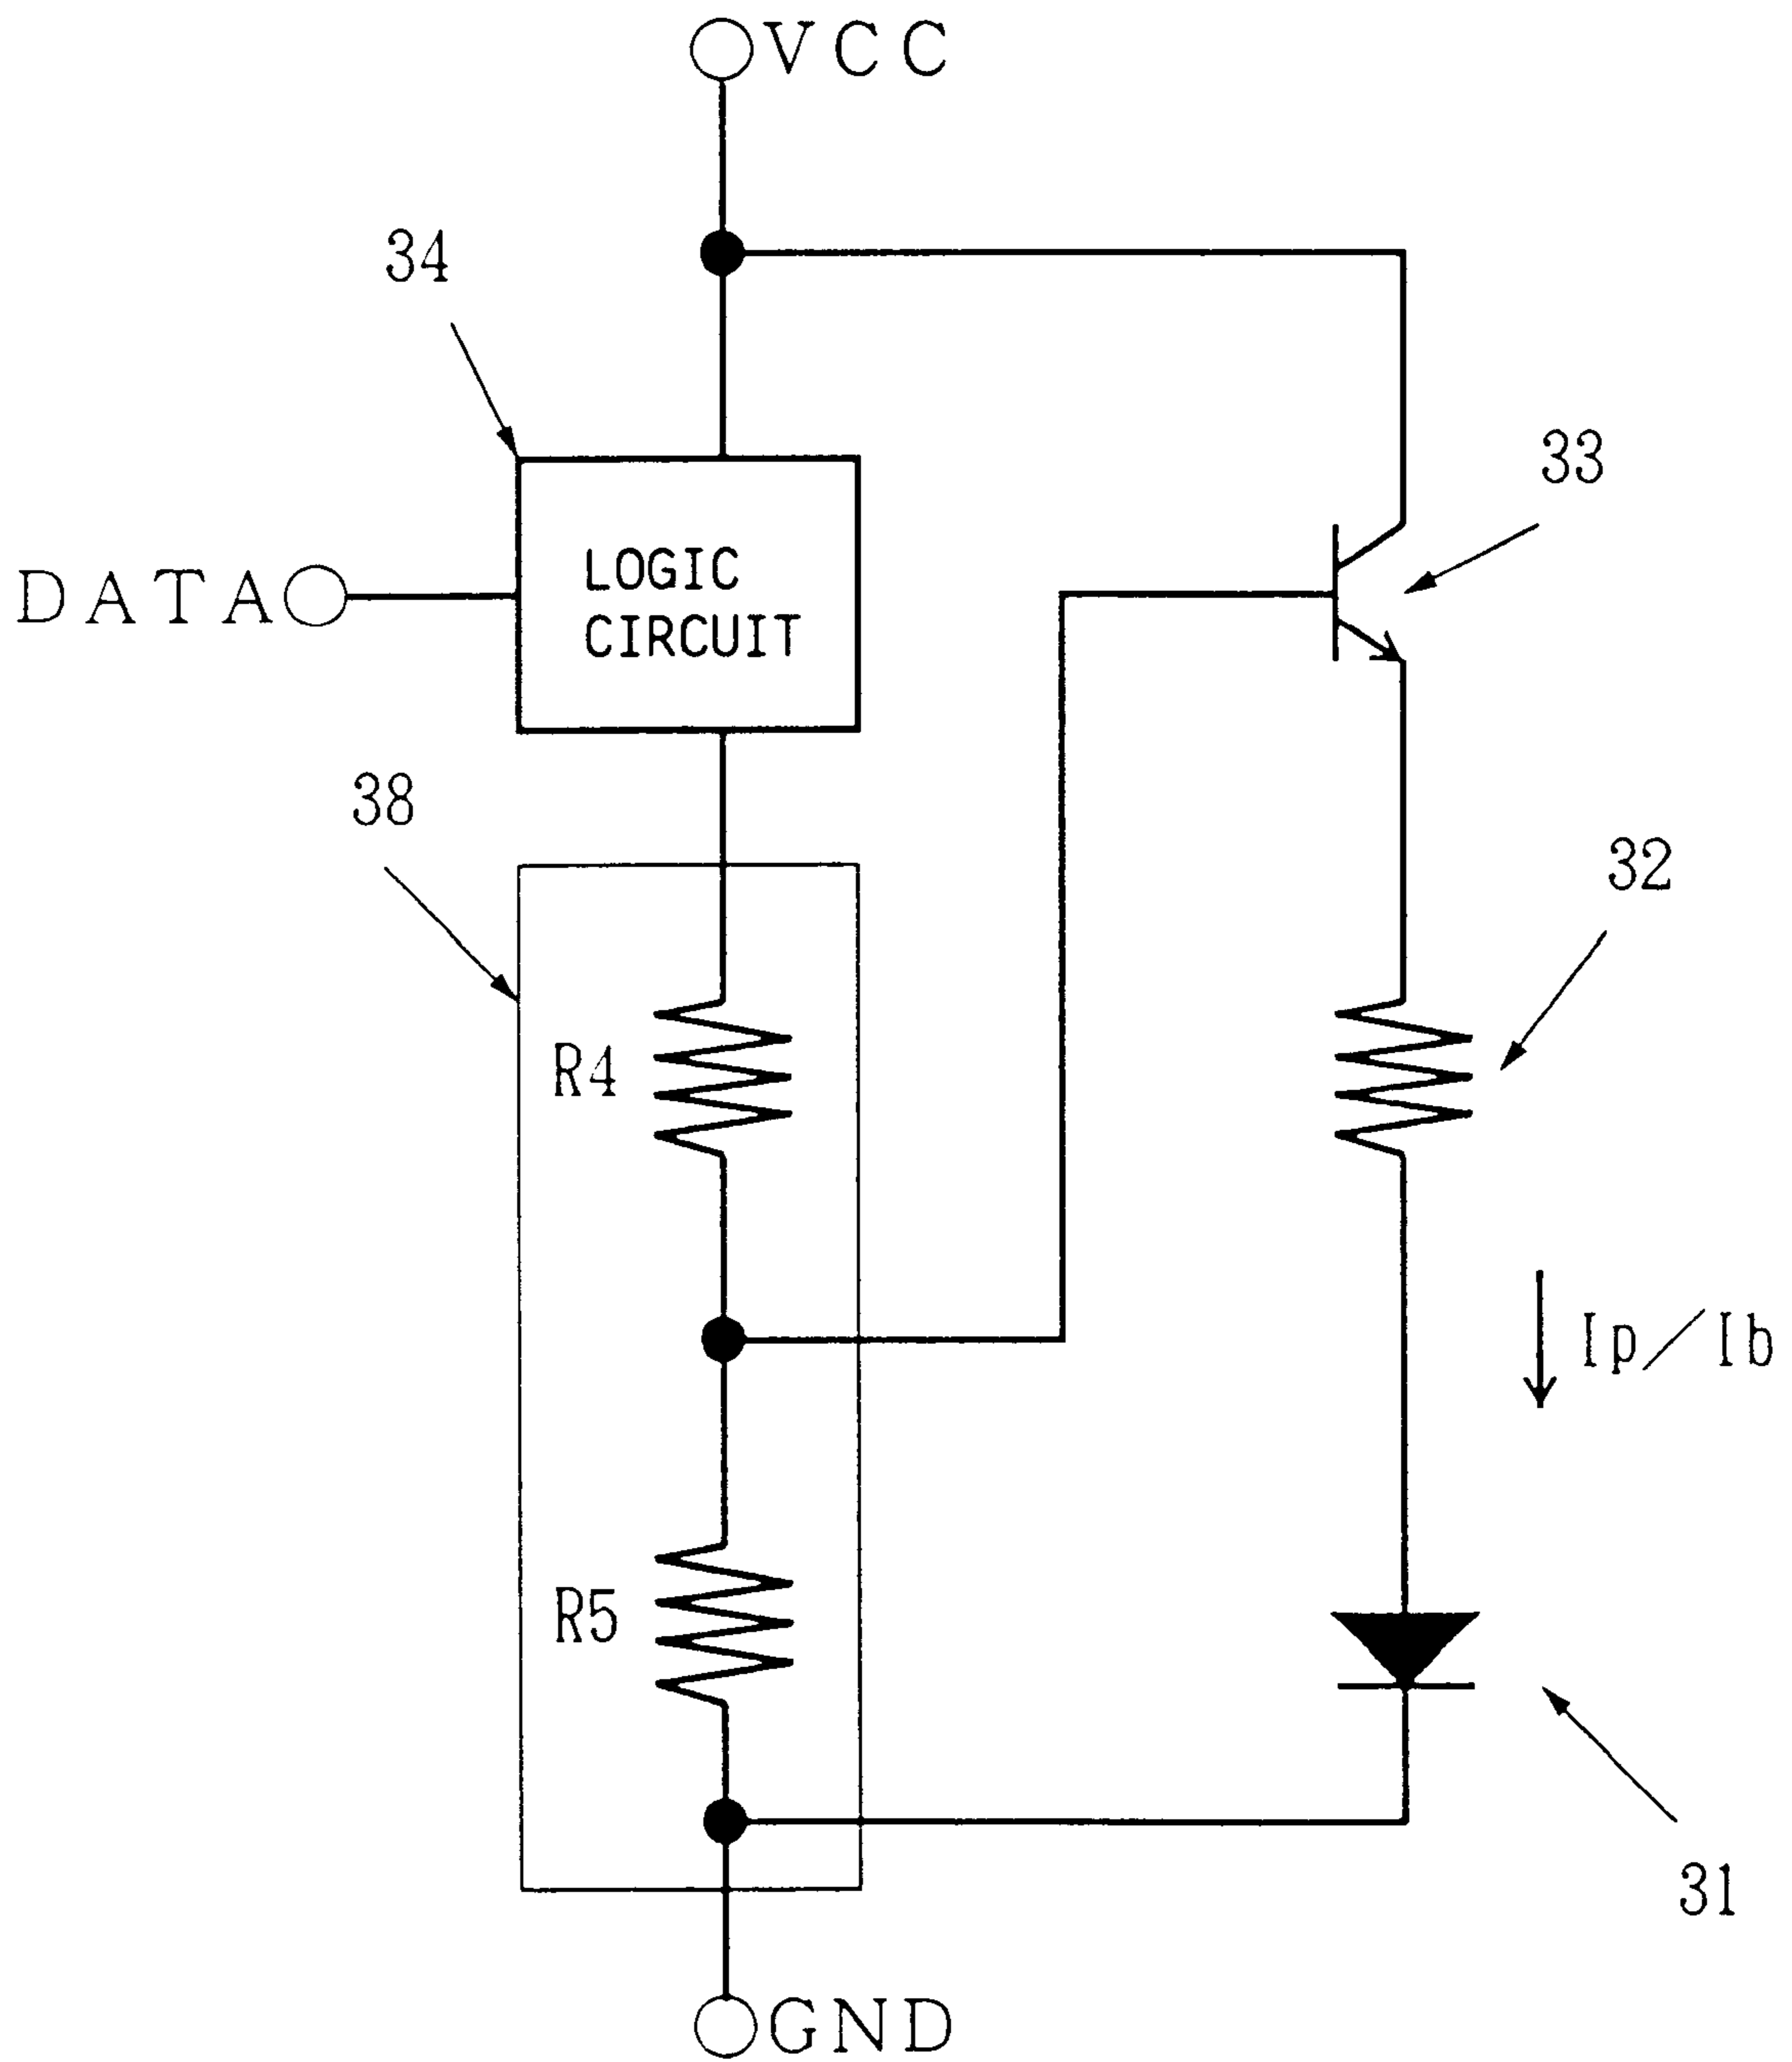 VCC
34
33
DATA
LOGIC
CIRCUIT
38
32
R4
Ip/Ib
R5
31
GND